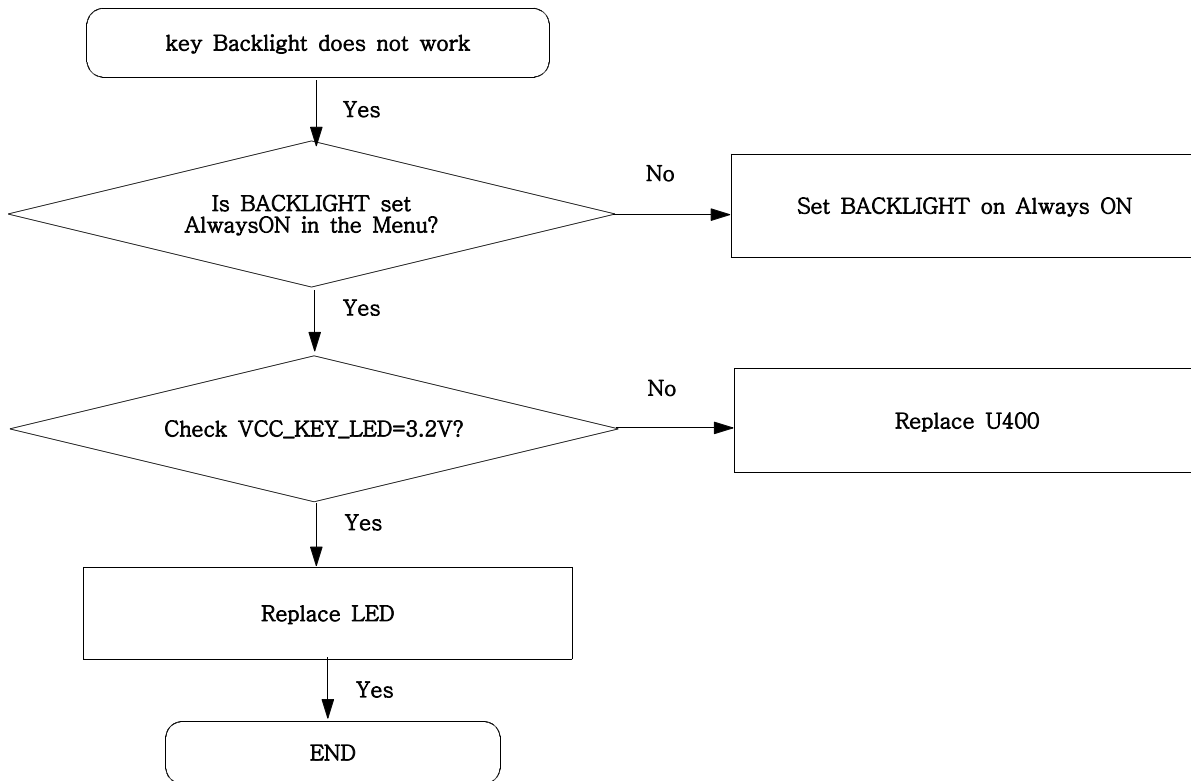 key Backlight does not work
Yes
Is BACKLIGHT set
AlwaysON in the Menu?
No
Set BACKLIGHT on Always ON
Yes
Check VCC_KEY_LED=3.2V?
No
Replace U400
Yes
Replace LED
Yes
END